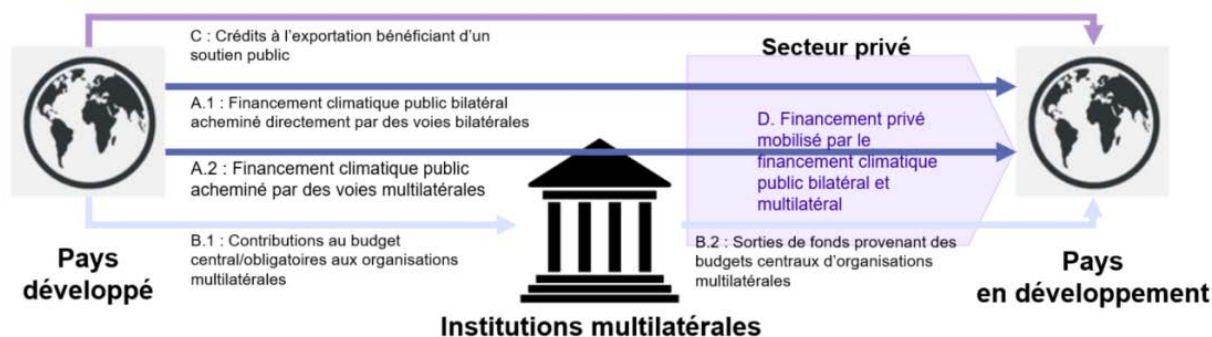 C : Crédits à l'exportation bénéficiant d'un
soutien public
Secteur privé
A.1 : Financement climatique public bilatéral
acheminé directement par des voies bilatérales
D. Financement privé
mobilisé par le
financement climatique
public bilatéral et
multilatéral
A.2 : Financement climatique public
acheminé par des voies multilatérales
B.1 : Contributions au budget
central/obligatoires aux organisations
multilatérales
B.2 : Sorties de fonds provenant des
budgets centraux d'organisations
multilatérales
Pays
développé
Pays
en développement
Institutions multilatérales